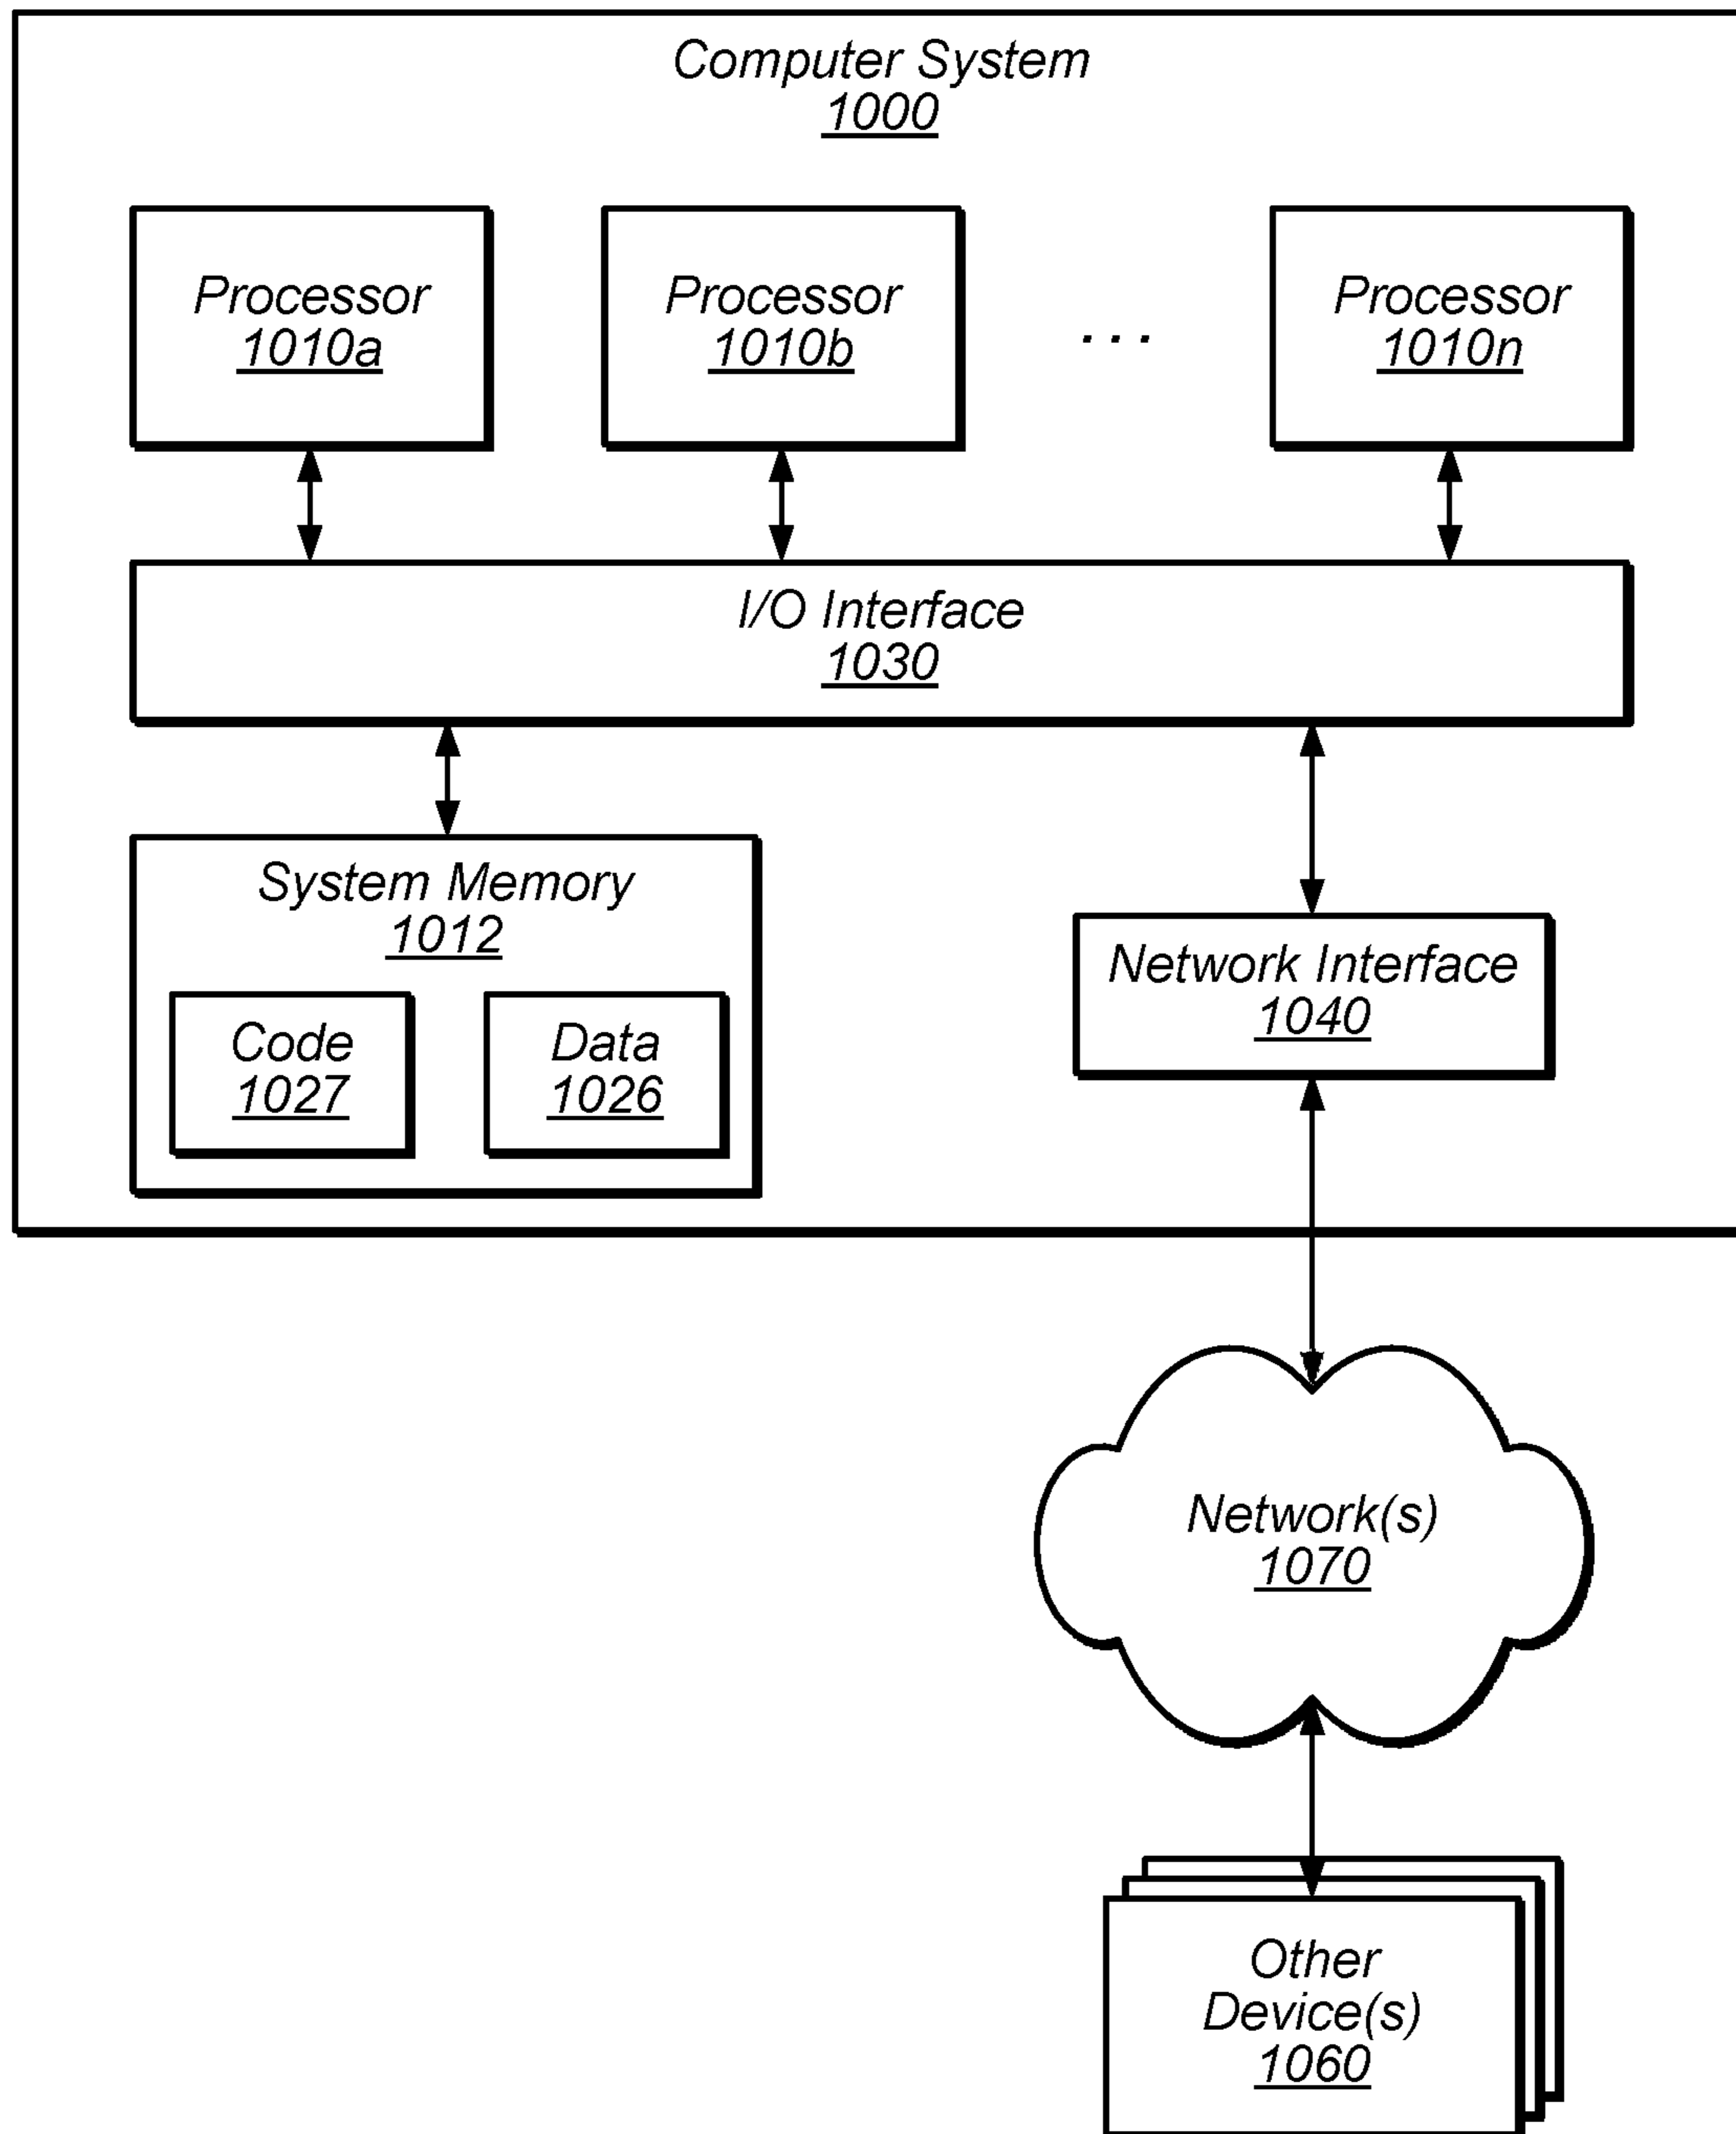 Computer System
1000
Processor
1010a
Processor
1010b
...
Processor
1010n
I/O Interface
1030
System Memory
1012
Code
1027
Data
1026
Network Interface
1040
Network(s)
1070
Other
Device(s)
1060